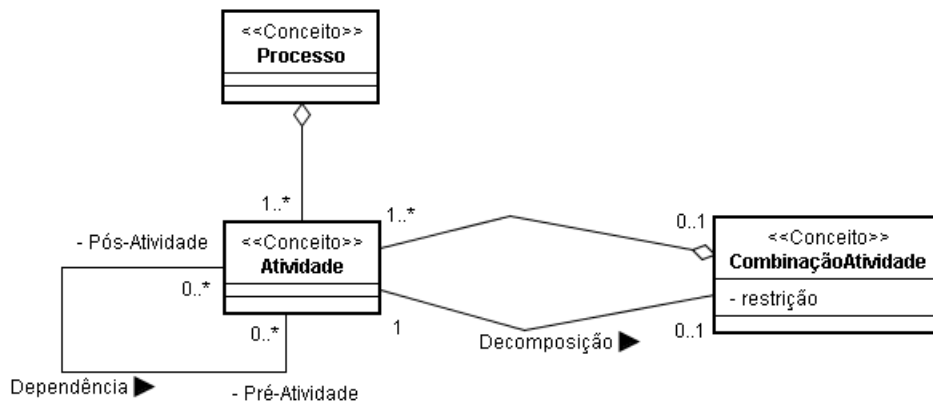 <<Conceito>>
Processo
1..*
1..*
- Pós-Atividade
<<Conceito>>
Atividade
0..1
<<Conceito>>
CombinaçãoAtividade
- restrição
0..*
0..*
1
Decomposição
0..1
Dependência
- Pré-Atividade